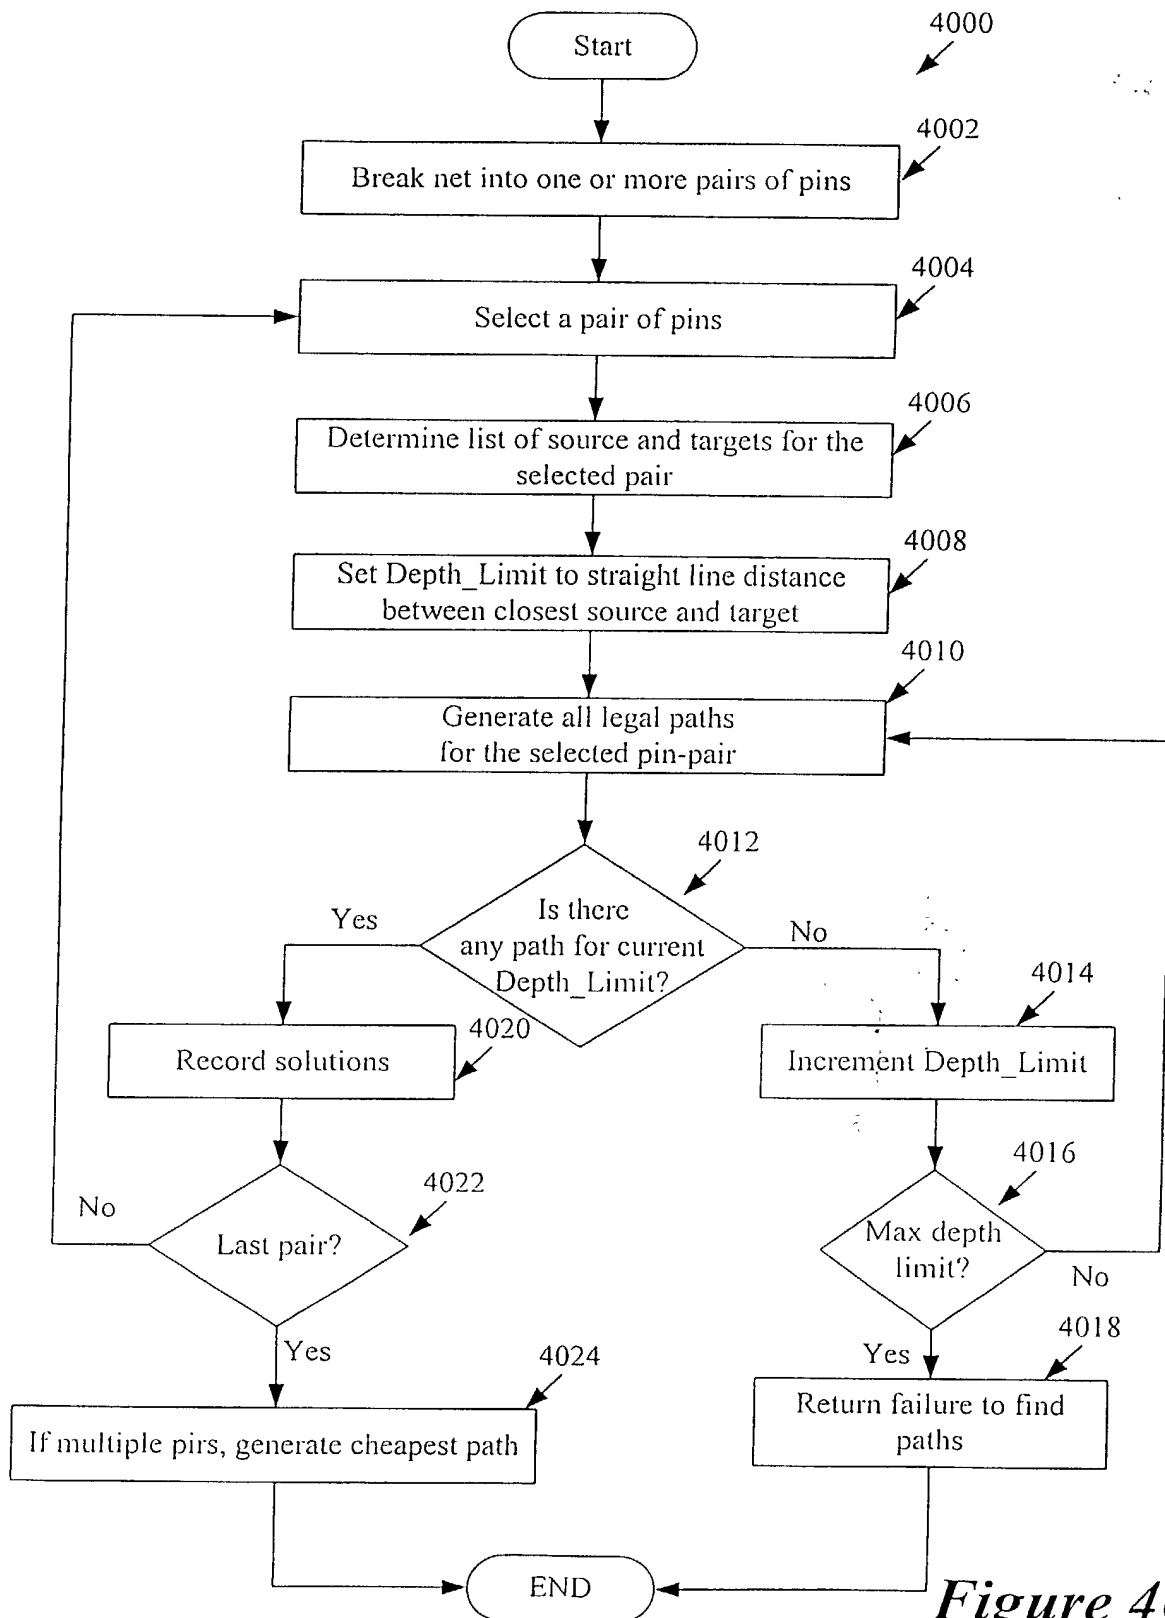 Start
4000
4002
Break net into one or more pairs of pins
4004
Select a pair of pins
4006
Determine list of source and targets for the
selected pair
4008
Set Depth_Limit to straight line distance
between closest source and target
4010
Generate all legal paths
for the selected pin-pair
4012
Is there
any path for current
Depth_Limit?
Yes
No
4014
4020
Record solutions
Increment Depth_Limit
4016
4022
No
Last pair?
Max depth
limit?
No
Yes
Yes
4018
4024
Return failure to find
paths
If multiple pirs, generate cheapest path
END
Figure 4